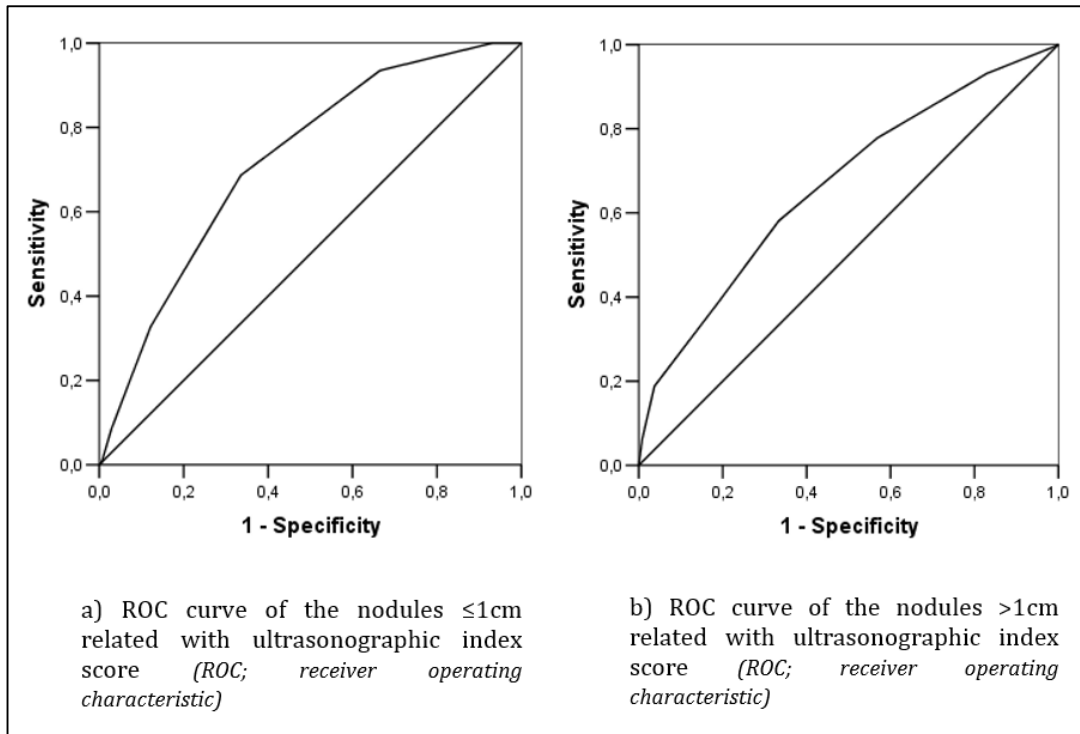 1,0
0,8
0,6
0,4
0,2
0,0
Sensitivity
0,0 0,2 0,4 0,6 0,8 1,0
1 - Specificity
a) ROC curve of the nodules ≤1cm
related with ultrasonographic index
score (ROC; receiver operating
characteristic)
1,0
0,8
0,6
0,4
0,2
0,0
Sensitivity
0,0 0,2 0,4 0,6 0,8 1,0
1 - Specificity
b) ROC curve of the nodules >1cm
related with ultrasonographic index
score (ROC; receiver operating
characteristic)